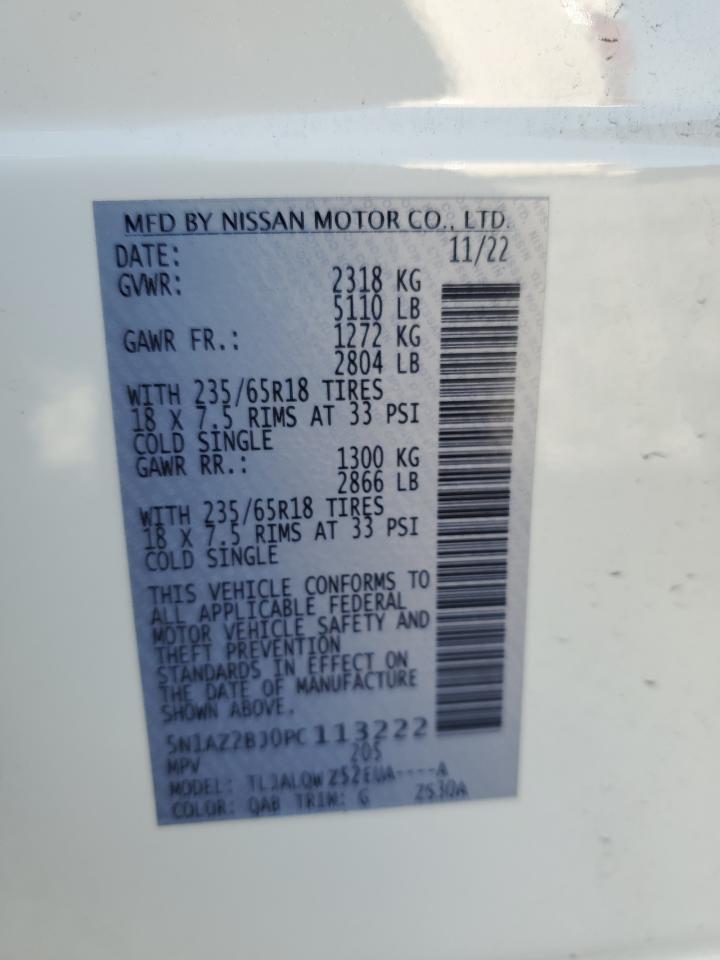 MFD BY NISSAN MOTOR CO., LTD.
DATE: 11/22
GVWR: 2318 KG
5110 LB
GAWR FR.: 1272 KG
2804 LB
WITH 235/65R18 TIRES
18 X 7.5 RIMS AT 33 PSI
COLD SINGLE
GAWR RR.: 1300 KG
2866 LB
WITH 235/65R18 TIRES
18 X 7.5 RIMS AT 33 PSI
COLD SINGLE
THIS VEHICLE CONFORMS TO
ALL APPLICABLE FEDERAL
MOTOR VEHICLE SAFETY AND
THEFT PREVENTION
STANDARDS IN EFFECT ON
THE DATE OF MANUFACTURE
SHOWN ABOVE.
5N1AZ2BJ0PC113222
MPV 205
MODEL:
COLOR: QAB TRIM: G